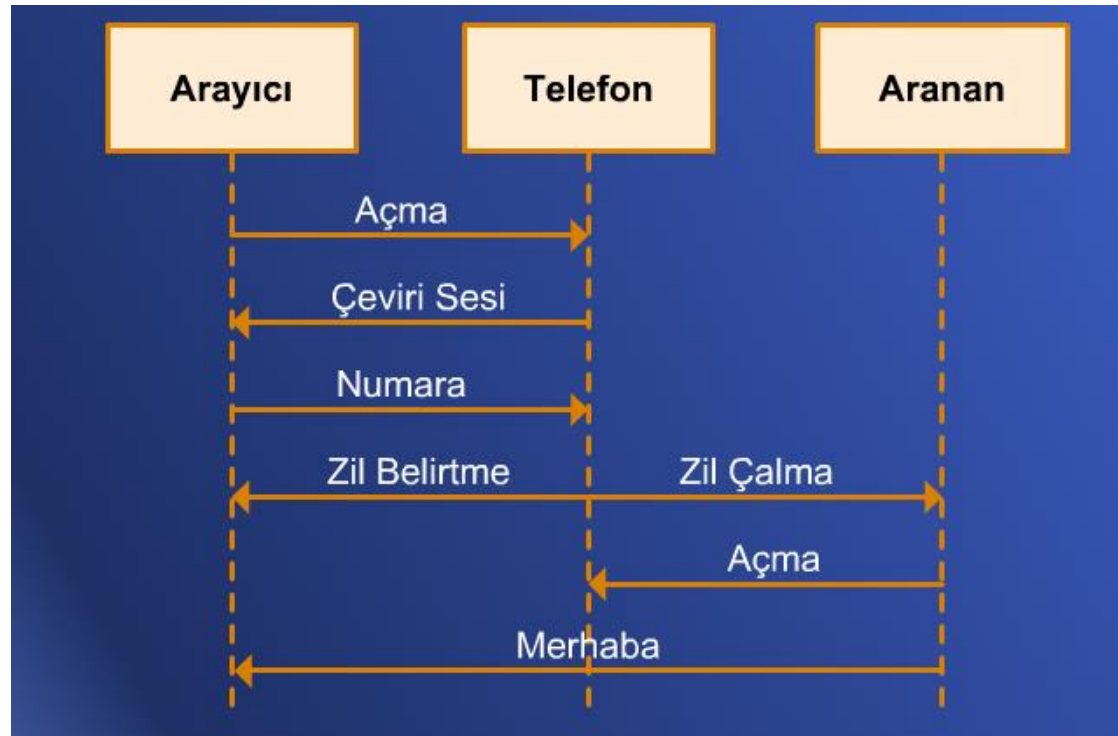 Arayıcı
Telefon
Aranan
Açma
Çeviri Sesi
Numara
Zil Belirtme
Zil Çalma
Açma
Merhaba